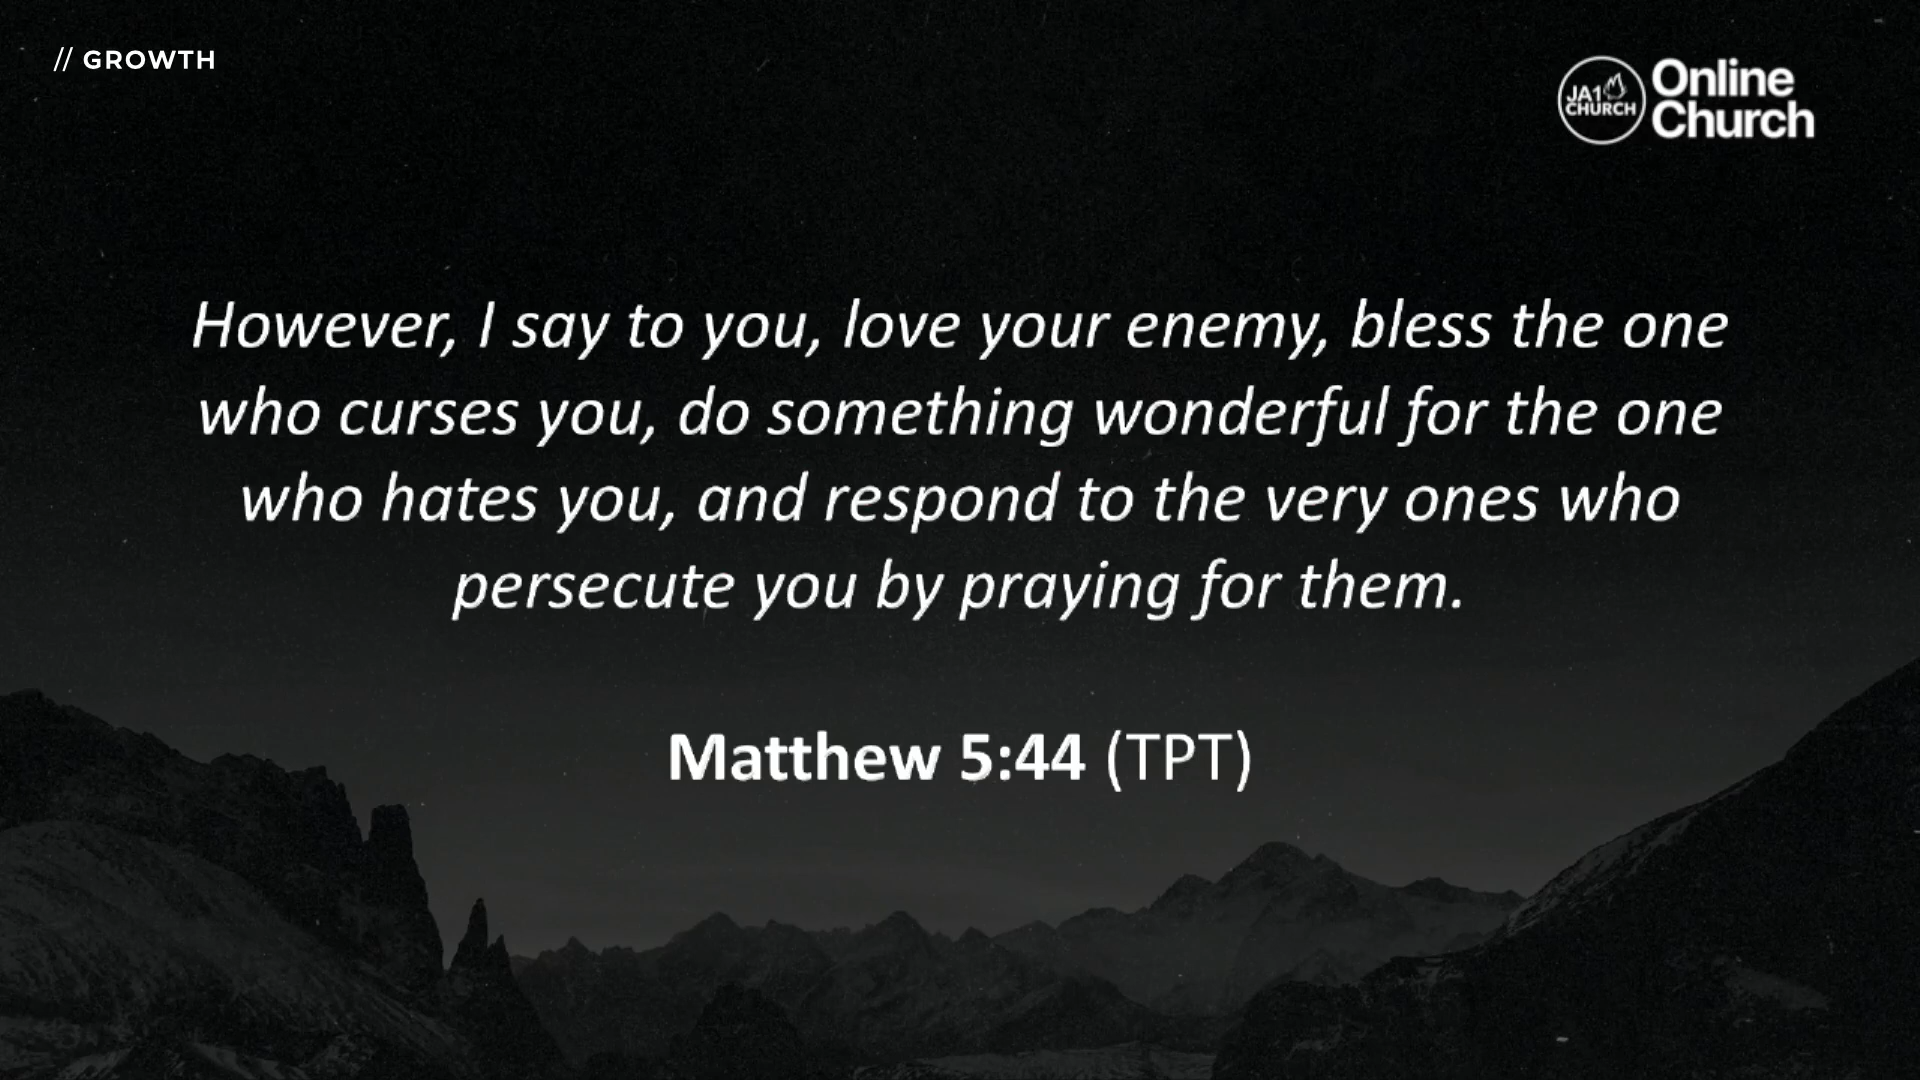 // GROWTH
JA1
CHURCH
Online
Church
However, I say to you, love your enemy, bless the one
who curses you, do something wonderful for the one
who hates you, and respond to the very ones who
persecute you by praying for them.
Matthew 5:44 (TPT)